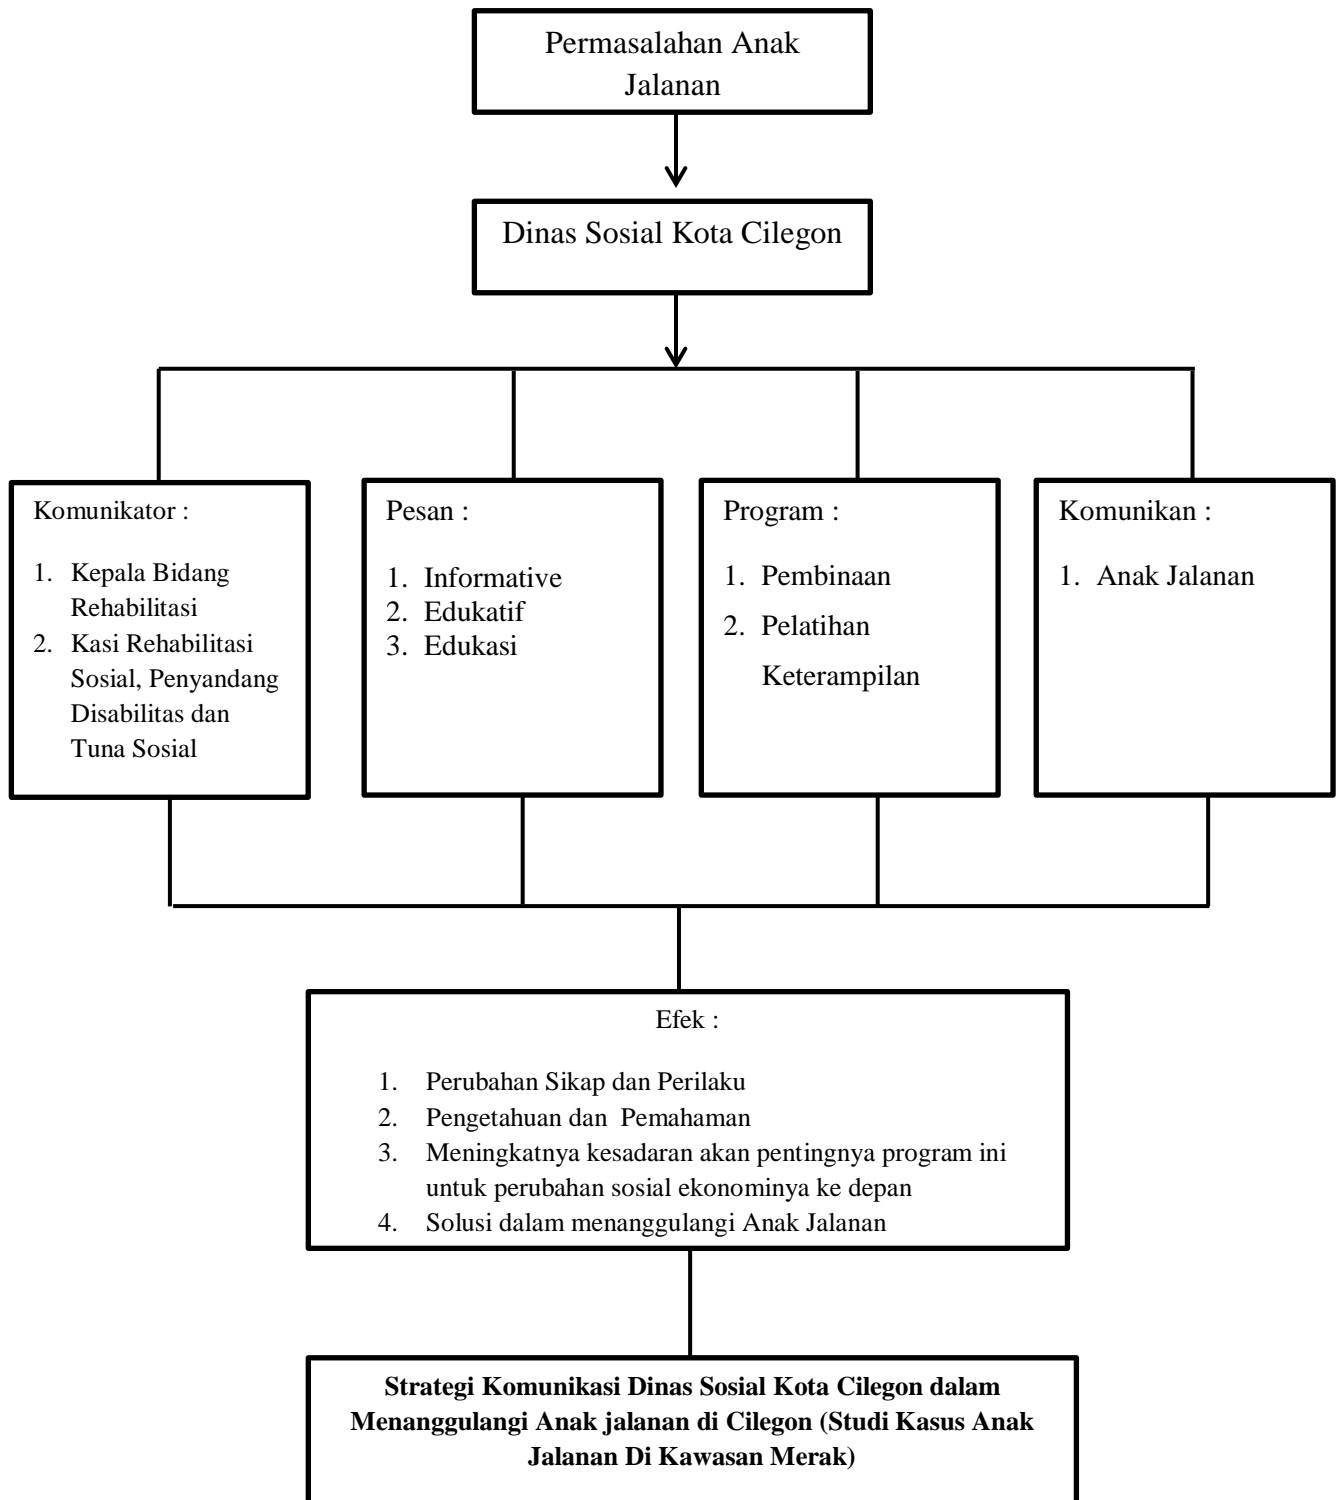 Permasalahan Anak
Jalanan
Dinas Sosial Kota Cilegon
Komunikator :
1. Kepala Bidang
Rehabilitasi
2. Kasi Rehabilitasi
Sosial, Penyandang
Disabilitas dan
Tuna Sosial
Pesan :
1. Informative
2. Edukatif
3. Edukasi
Program :
1. Pembinaan
2. Pelatihan
Keterampilan
Komunikan :
1. Anak Jalanan
Efek :
1. Perubahan Sikap dan Perilaku
2. Pengetahuan dan Pemahaman
3. Meningkatnya kesadaran akan pentingnya program ini
untuk perubahan sosial ekonominya ke depan
4. Solusi dalam menanggulangi Anak Jalanan
Strategi Komunikasi Dinas Sosial Kota Cilegon dalam
Menanggulangi Anak jalanan di Cilegon (Studi Kasus Anak
Jalanan Di Kawasan Merak)